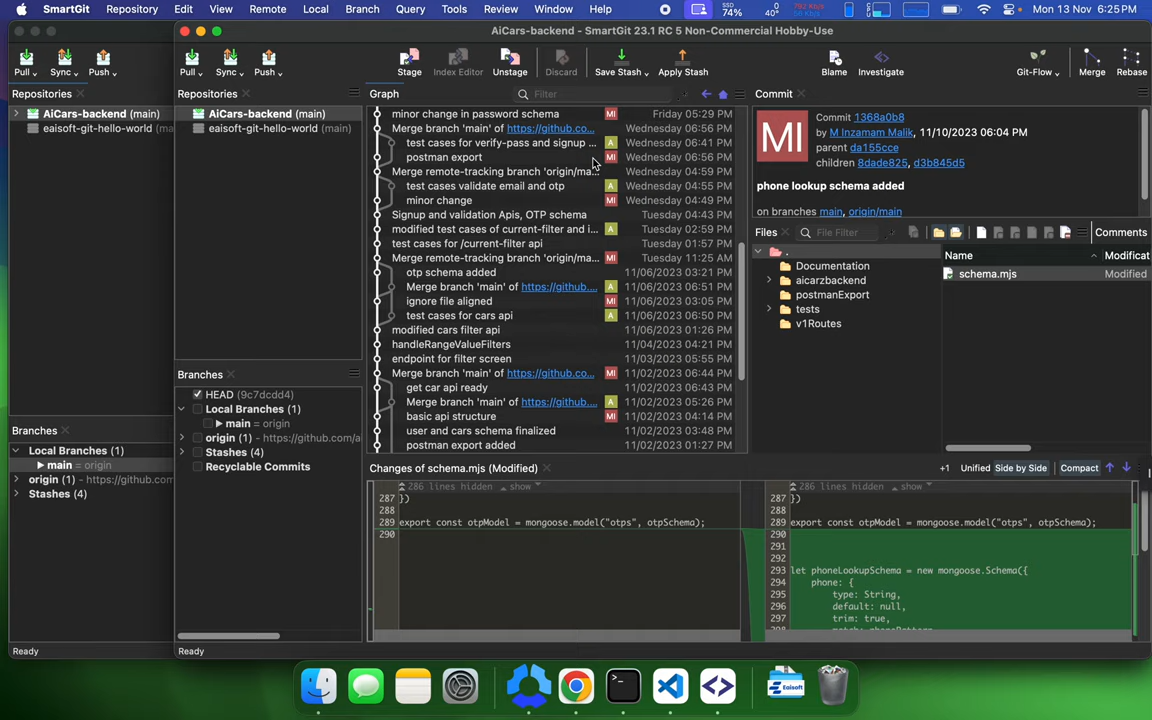 SmartGit Repository Edit View Remote Local Branch Query Tools Review Window Help SSD 74% 0 40° Mon 13 Nov 6:25 PM
AiCars-backend - SmartGit 23.1 RC 5 Non-Commercial Hobby-Use
Pull Sync Push Pull Sync Push Stage Index Editor Unstage Discard Save Stash Apply Stash Blame Investigate Git-Flow Merge Rebase
Repositories
AiCars-backend (main)
eaisoft-git-hello-world (ma
Branches
Local Branches (1)
main = origin
origin (1) - https://github.com
Stashes (4)
Ready
Repositories
AiCars-backend (main)
eaisoft-git-hello-world (main)
Branches
HEAD (9c7dcdd4)
Local Branches (1)
main = origin
origin (1) - https://github.com/a
Stashes (4)
Recyclable Commits
Ready
Graph Filter
minor change in password schema MI Friday 05:29 PM
Merge branch 'main' of https://github.co... Wednesday 06:56 PM
test cases for verify-pass and signup ... A Wednesday 06:41 PM
postman export MI Wednesday 06:56 PM
Merge remote-tracking branch 'origin/ma... Wednesday 04:59 PM
test cases validate email and otp A Wednesday 04:55 PM
minor change MI Wednesday 04:49 PM
Signup and validation Apis, OTP schema Tuesday 04:43 PM
modified test cases of current-filter and i... A Tuesday 02:59 PM
test cases for /current-filter api Tuesday 01:57 PM
Merge remote-tracking branch 'origin/ma... MI Tuesday 11:25 AM
otp schema added 11/06/2023 03:21 PM
Merge branch 'main' of https://github.... A 11/06/2023 06:51 PM
ignore file aligned MI 11/06/2023 03:05 PM
test cases for cars api A 11/06/2023 06:50 PM
modified cars filter api 11/06/2023 01:26 PM
handleRangeValueFilters 11/04/2023 04:21 PM
endpoint for filter screen 11/03/2023 05:55 PM
Merge branch 'main' of https://github.co... MI 11/02/2023 06:44 PM
get car api ready 11/02/2023 06:43 PM
Merge branch 'main' of https://github.... A 11/02/2023 05:26 PM
basic api structure MI 11/02/2023 04:14 PM
user and cars schema finalized 11/02/2023 03:48 PM
postman export added 11/02/2023 01:27 PM
Commit
MI
Commit 1368a0b8
by M Inzamam Malik, 11/10/2023 06:04 PM
parent da155cce
children 8dade825, d3b845d5
phone lookup schema added
on branches main, origin/main
Files File Filter Comments
.
Documentation
aicarzbackend
postmanExport
tests
v1Routes
Name Modificat
schema.mjs Modified
Changes of schema.mjs (Modified) +1 Unified Side by Side Compact
286 lines hidden show
287 })
288
289 export const otpModel = mongoose.model("otps", otpSchema);
290
286 lines hidden show
287 })
288
289 export const otpModel = mongoose.model("otps", otpSchema);
290
291
292
293 let phoneLookupSchema = new mongoose.Schema({
294 phone: {
295 type: String,
296 default: null,
297 trim: true,
Eaisoft